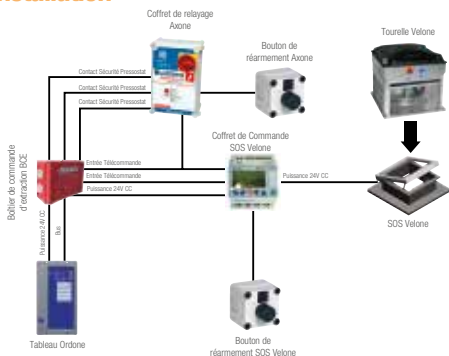 Coffret de relayage
Axone
Tourelle Velone
Bouton de
réarmement Axone
Contact Sécurité Pressostat
Contact Sécurité Pressostat
Contact Sécurité Pressostat
Coffret de Commande
SOS Velone
Boîtier de commande
d'extraction BCE
Entrée Télécommande
Entrée Télécommande
Puissance 24V CC
Puissance 24V CC
SOS Velone
Puissance 24V CC
Bus
Tableau Ordone
Bouton de
réarmement SOS Velone